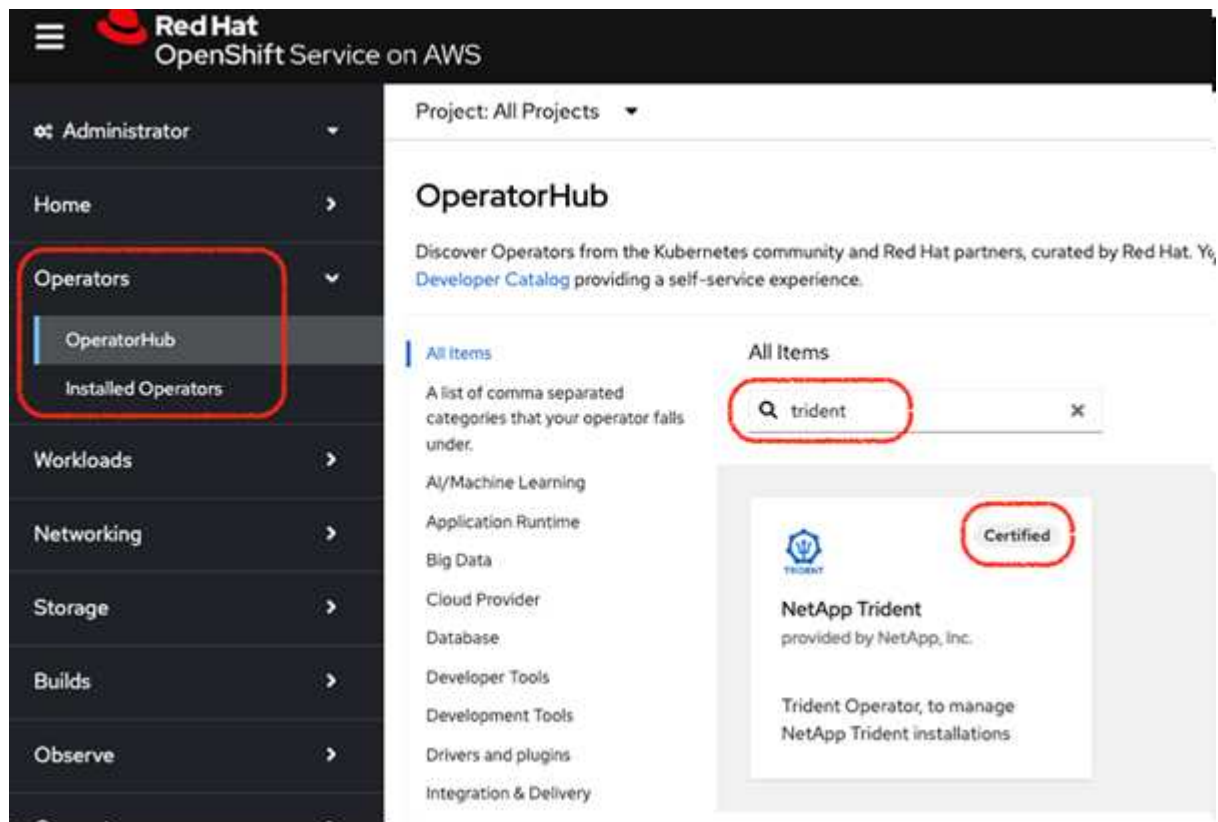 Red Hat
OpenShift Service on AWS
Administrator
Home
Operators
OperatorHub
Installed Operators
Workloads
Networking
Storage
Builds
Observe
Project: All Projects
OperatorHub
Discover Operators from the Kubernetes community and Red Hat partners, curated by Red Hat.
Developer Catalog providing a self-service experience.
All Items
A list of comma separated
categories that your operator falls
under.
AI/Machine Learning
Application Runtime
Big Data
Cloud Provider
Database
Developer Tools
Development Tools
Drivers and plugins
Integration & Delivery
All Items
trident
Certified
TRIDENT
NetApp Trident
provided by NetApp, Inc.
Trident Operator, to manage
NetApp Trident installations